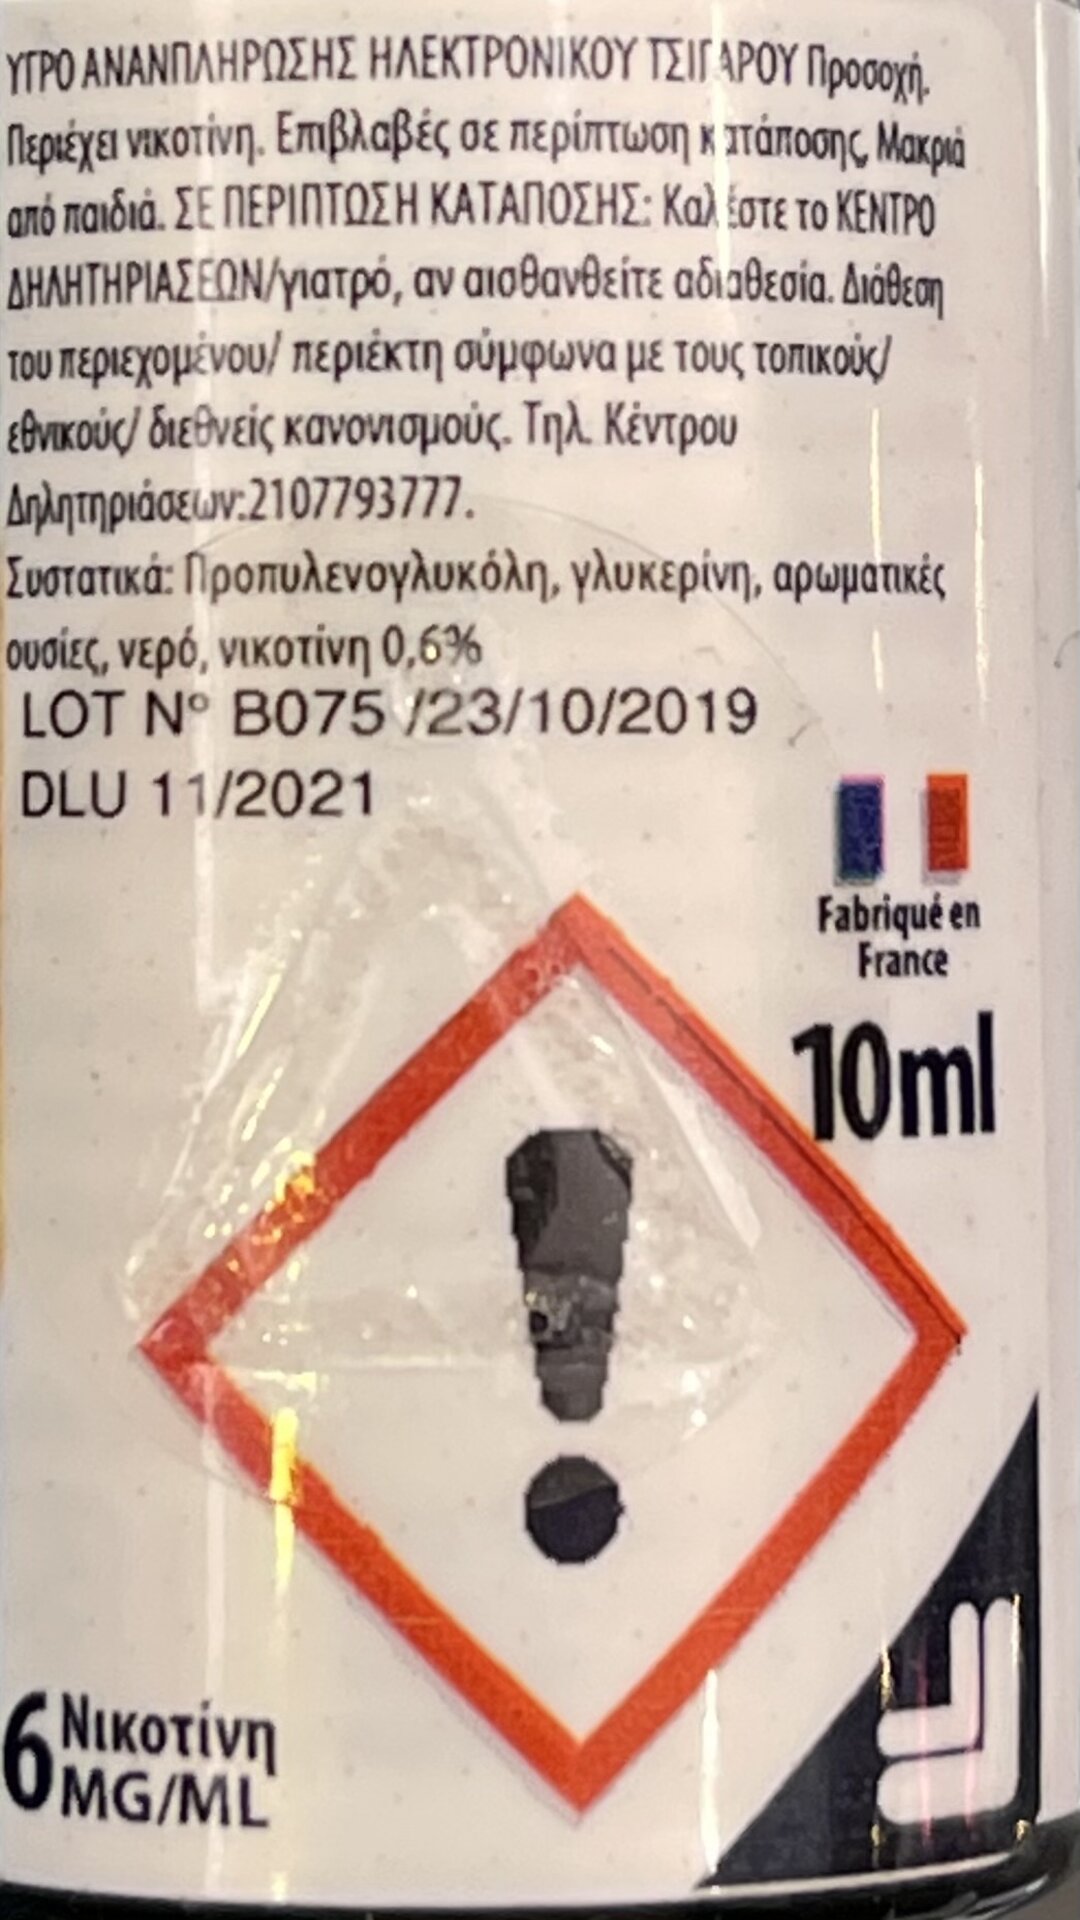 ΥΓΡΟ ΑΝΑΝΠΛΗΡΩΣΗΣ ΗΛΕΚΤΡΟΝΙΚΟΥ ΤΣΙΓΑΡΟΥ Προσοχή.
Περιέχει νικοτίνη. Επιβλαβές σε περίπτωση κατάποσης, Μακριά
από παιδιά. ΣΕ ΠΕΡΙΠΤΩΣΗ ΚΑΤΑΠΟΣΗΣ: Καλέστε το ΚΕΝΤΡΟ
ΔΗΛΗΤΗΡΙΑΣΕΩΝ/γιατρό, αν αισθανθείτε αδιαθεσία. Διάθεση
του περιεχομένου/ περιέκτη σύμφωνα με τους τοπικούς/
εθνικούς/ διεθνείς κανονισμούς. Τηλ. Κέντρου
Δηλητηριάσεων:2107793777.
Συστατικά: Προπυλενογλυκόλη, γλυκερίνη, αρωματικές
ουσίες, νερό, νικοτίνη 0,6%
LOT N° B075 /23/10/2019
DLU 11/2021
Fabriqué en
France
10ml
6 Νικοτίνη
MG/ML